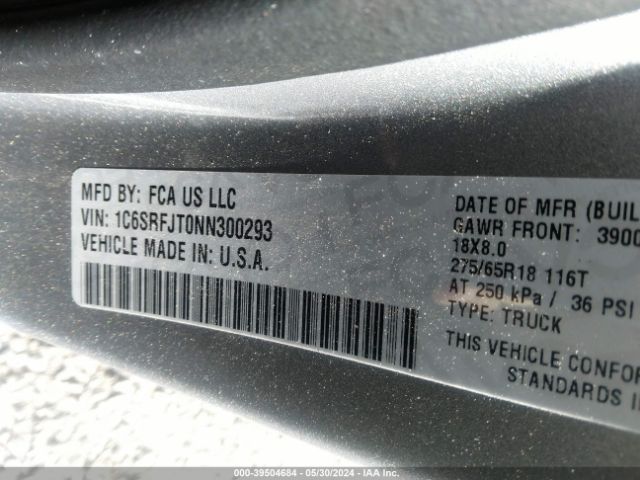 MFD BY: FCA US LLC
VIN: 1C6SRFJT0NN300293
VEHICLE MADE IN: U.S.A.
DATE OF MFR (BUIL
GAWR FRONT: 3900
18X8.0
275/65R18 116T
AT 250 kPa / 36 PSI
TYPE: TRUCK
THIS VEHICLE CONFOR
STANDARDS I
000-39504684 - 05/30/2024 - IAA Inc.